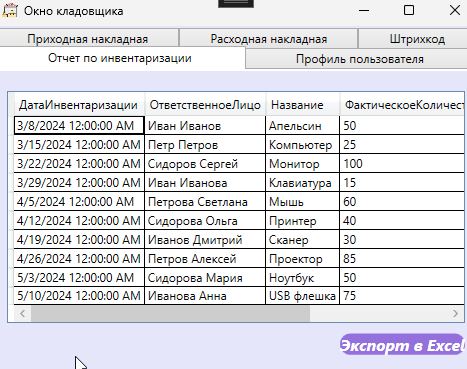 Окно кладовщика
Приходная накладная Расходная накладная Штрихкод
Отчет по инвентаризации Профиль пользователя
ДатаИнвентаризации ОтветственноеЛицо Название ФактическоеКоличест
3/8/2024 12:00:00 AM Иван Иванов Апельсин 50
3/15/2024 12:00:00 AM Петр Петров Компьютер 25
3/22/2024 12:00:00 AM Сидоров Сергей Монитор 100
3/29/2024 12:00:00 AM Иван Иванова Клавиатура 15
4/5/2024 12:00:00 AM Петрова Светлана Мышь 60
4/12/2024 12:00:00 AM Сидорова Ольга Принтер 40
4/19/2024 12:00:00 AM Иванов Дмитрий Сканер 30
4/26/2024 12:00:00 AM Петров Алексей Проектор 85
5/3/2024 12:00:00 AM Сидорова Мария Ноутбук 50
5/10/2024 12:00:00 AM Иванова Анна USB флешка 75
Экспорт в Excel